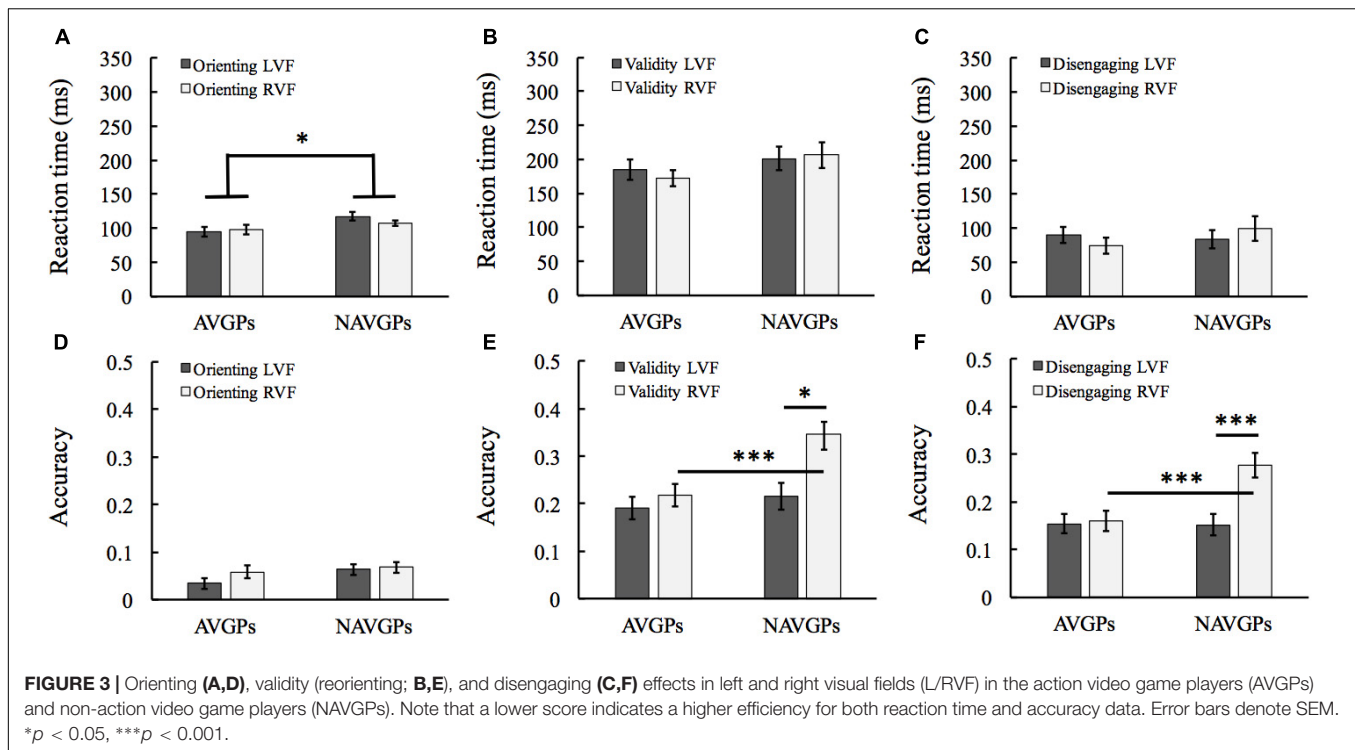 A
Orienting LVF
Orienting RVF
Reaction time (ms)
350
300
250
200
150
100
50
0
*
AVGPs
NAVGPs
B
Validity LVF
Validity RVF
Reaction time (ms)
350
300
250
200
150
100
50
0
AVGPs
NAVGPs
C
Disengaging LVF
Disengaging RVF
Reaction time (ms)
350
300
250
200
150
100
50
0
AVGPs
NAVGPs
D
Orienting LVF
Orienting RVF
Accuracy
0.5
0.4
0.3
0.2
0.1
0
AVGPs
NAVGPs
E
Validity LVF
Validity RVF
Accuracy
0.5
0.4
0.3
0.2
0.1
0
*
***
AVGPs
NAVGPs
F
Disengaging LVF
Disengaging RVF
Accuracy
0.5
0.4
0.3
0.2
0.1
0
***
***
AVGPs
NAVGPs
FIGURE 3 | Orienting (A,D), validity (reorienting; B,E), and disengaging (C,F) effects in left and right visual fields (L/RVF) in the action video game players (AVGPs)
and non-action video game players (NAVGPs). Note that a lower score indicates a higher efficiency for both reaction time and accuracy data. Error bars denote SEM.
*p < 0.05, ***p < 0.001.